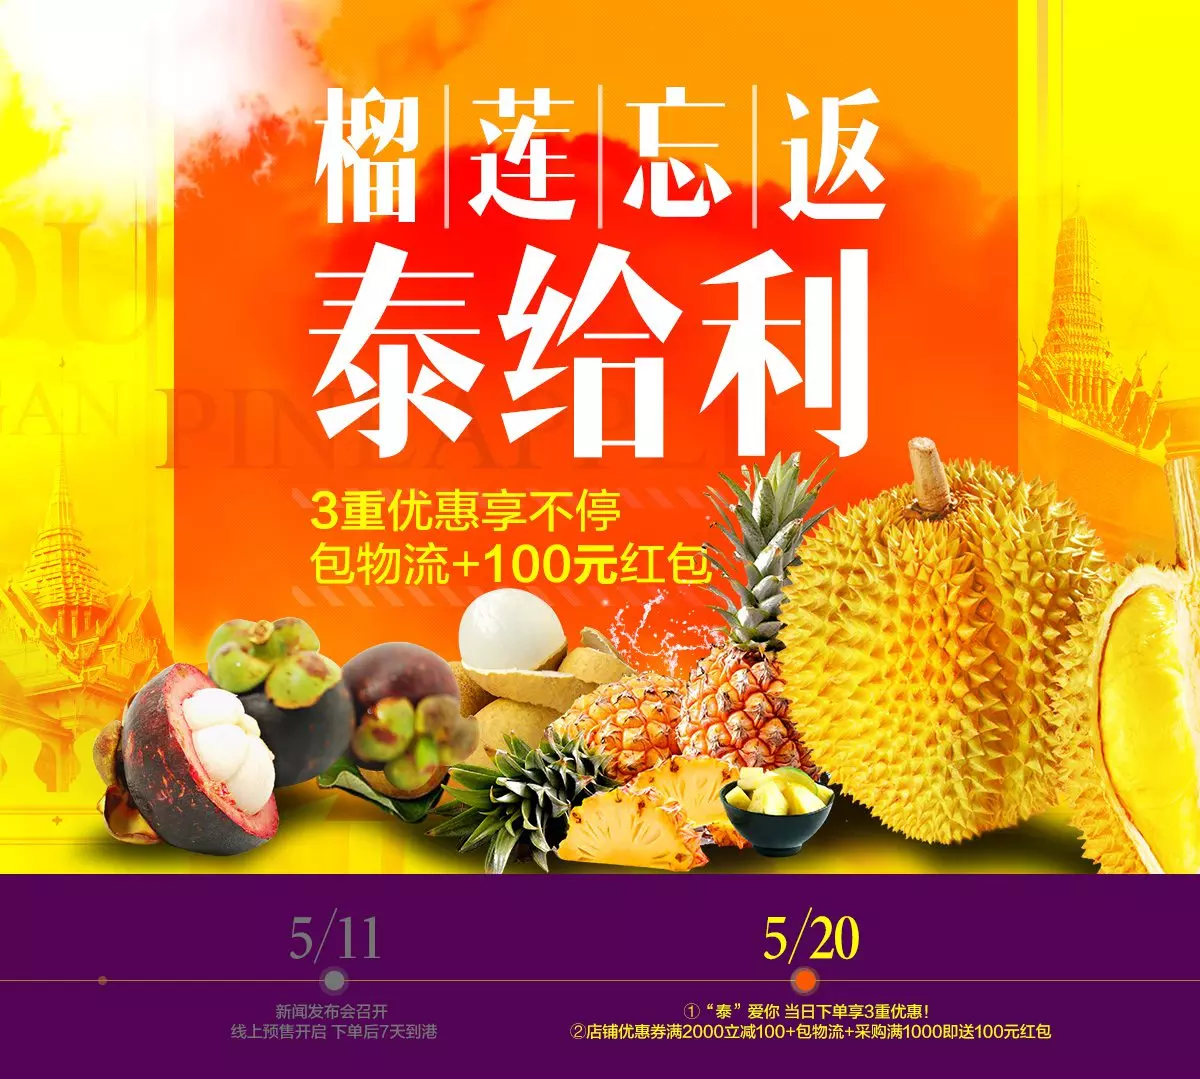 榴莲忘返
泰给利
3重优惠享不停
包物流+100元红包
PINEAPPLE
5/11
新闻发布会召开
线上预售开启 下单后7天到港
5/20
①“泰”爱你 当日下单享3重优惠!
②店铺优惠券满2000立减100+包物流+采购满1000即送100元红包